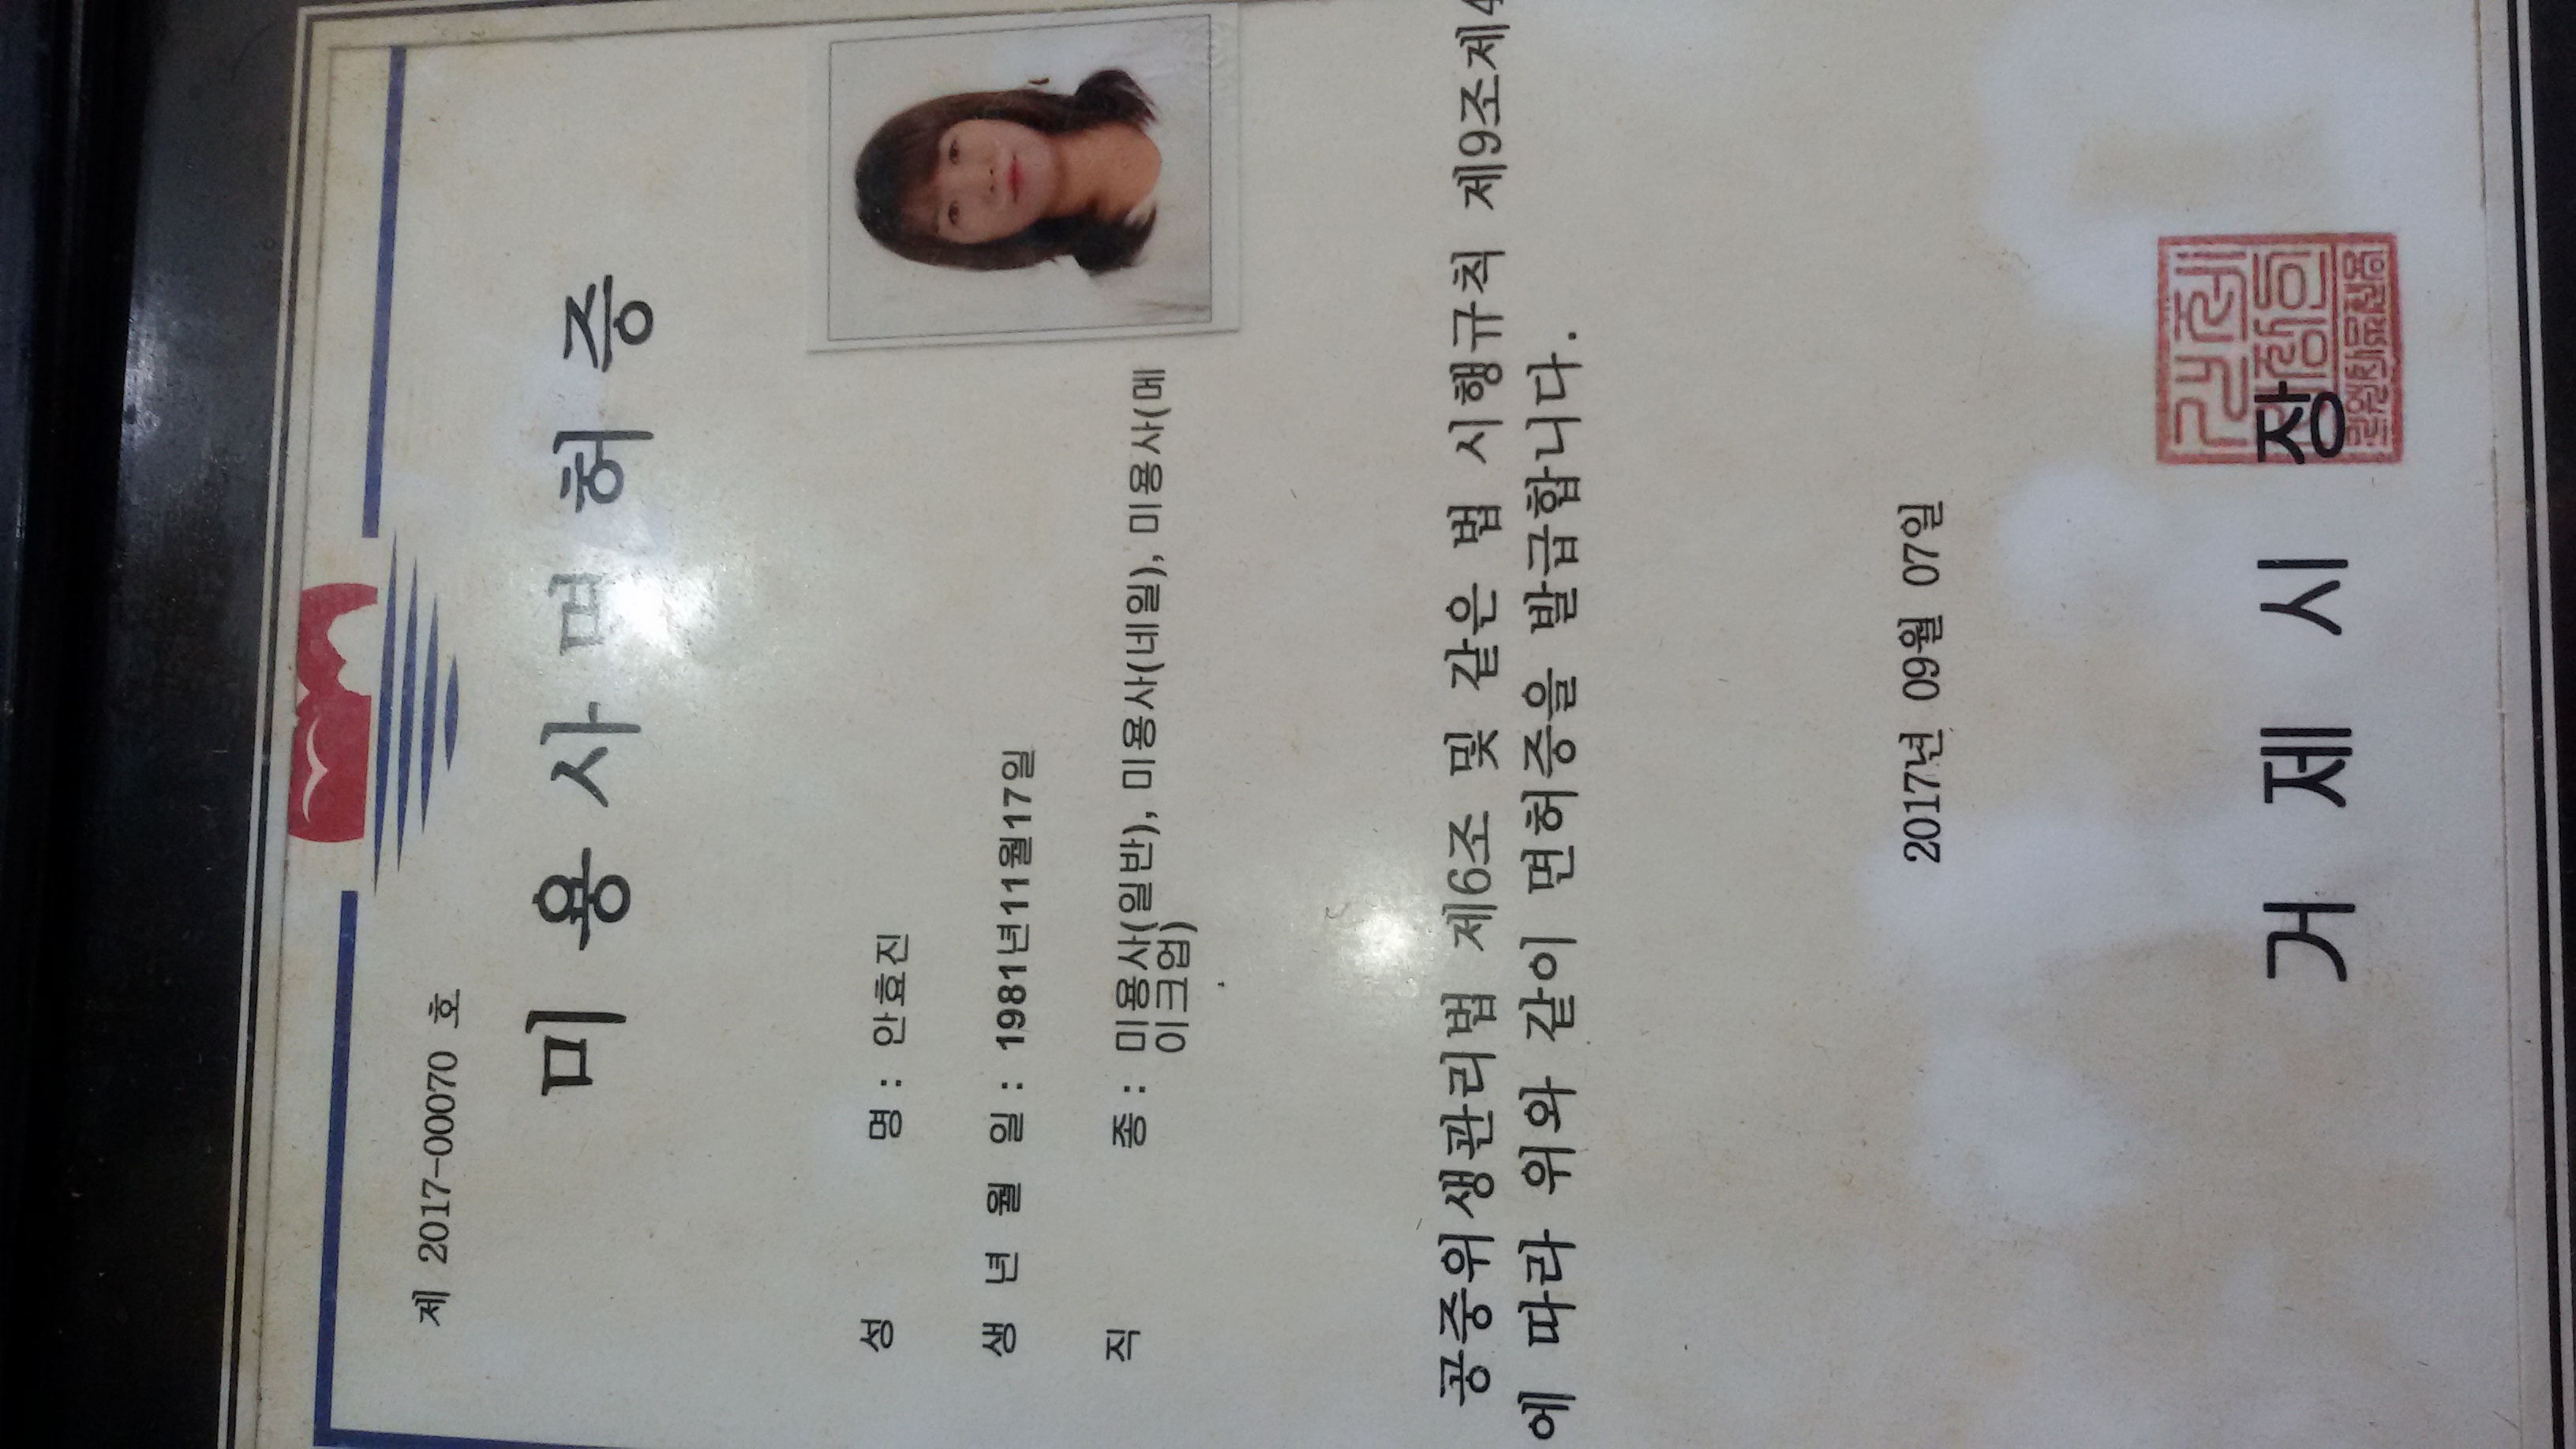 제 2017-00070 호
미 용 사 면 허 증
성 명 : 안효진
생 년 월 일 : 1981년11월17일
직 종 : 미용사(일반), 미용사(네일), 미용사(메
이크업)
공중위생관리법 제6조 및 같은 법 시행규칙 제9조제4
에 따라 위와 같이 면허증을 발급합니다.
2017년 09월 07일
거 제 시 장